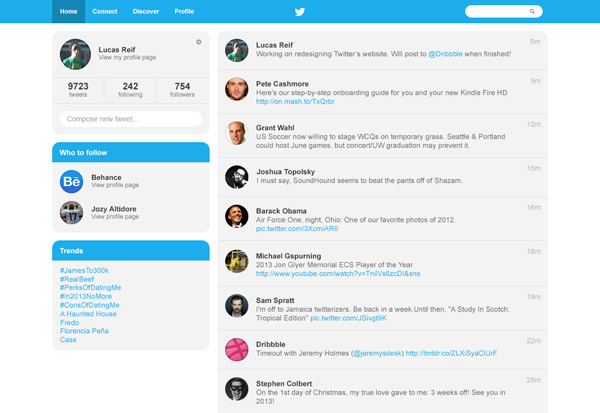 Home Connect Discover Profile
Lucas Reif
View my profile page
9723 242 754
tweets following followers
Compose new tweet...
Who to follow
Behance
View profile page
Jozy Altidore
View profile page
Trends
#JamesTo300k
#RealBeef
#PerksOfDatingMe
#In2013NoMore
#ConsOfDatingMe
A Haunted House
Fredo
Florencia Peña
Cass
Lucas Reif 6m
Working on redesigning Twitter's website. Will post to @Dribbble when finished!
Pete Cashmore 9m
Here's our step-by-step onboarding guide for you and your new Kindle Fire HD
http://on.mash.to/TxQrbr
Grant Wahl 12m
US Soccer now willing to stage WCQs on temporary grass. Seattle & Portland
could host June games, but concert/UW graduation may prevent it.
Joshua Topolsky 15m
I must say, SoundHound seems to beat the pants off of Shazam.
Barack Obama 16m
Air Force One, night, Ohio: One of our favorite photos of 2012.
pic.twitter.com/3XcmiAR0
Michael Gspurning 18m
2013 Jon Glyer Memorial ECS Player of the Year
http://www.youtube.com/watch?v=TnilVs6zcDI&sns
Sam Spratt 19m
I'm off to Jamaica twitterizers. Be back in a week.Until then, "A Study In Scotch:
Tropical Edition" pic.twitter.com/JSivgt9K
Dribbble 22m
Timeout with Jeremy Holmes (@jeremysdesk) http://tmblr.co/ZLX/SyaClUrF
Stephen Colbert 25m
On the 1st day of Christmas, my true love gave to me: 3 weeks off! See you in
2013!